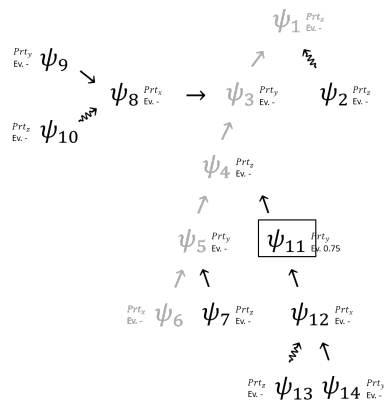 ψ1 Prtz
Ev. -
Prty
Ev. - ψ9
ψ8 Prtx
Ev. -
ψ3 Prty
Ev. -
ψ2 Prtz
Ev. -
Prtz
Ev. - ψ10
ψ4 Prtz
Ev. -
ψ5 Prty
Ev. -
ψ11 Prty
Ev. 0.75
Prtx
Ev. - ψ6
ψ7 Prtz
Ev. -
ψ12 Prtx
Ev. -
Prtz
Ev. - ψ13
ψ14 Prty
Ev. -